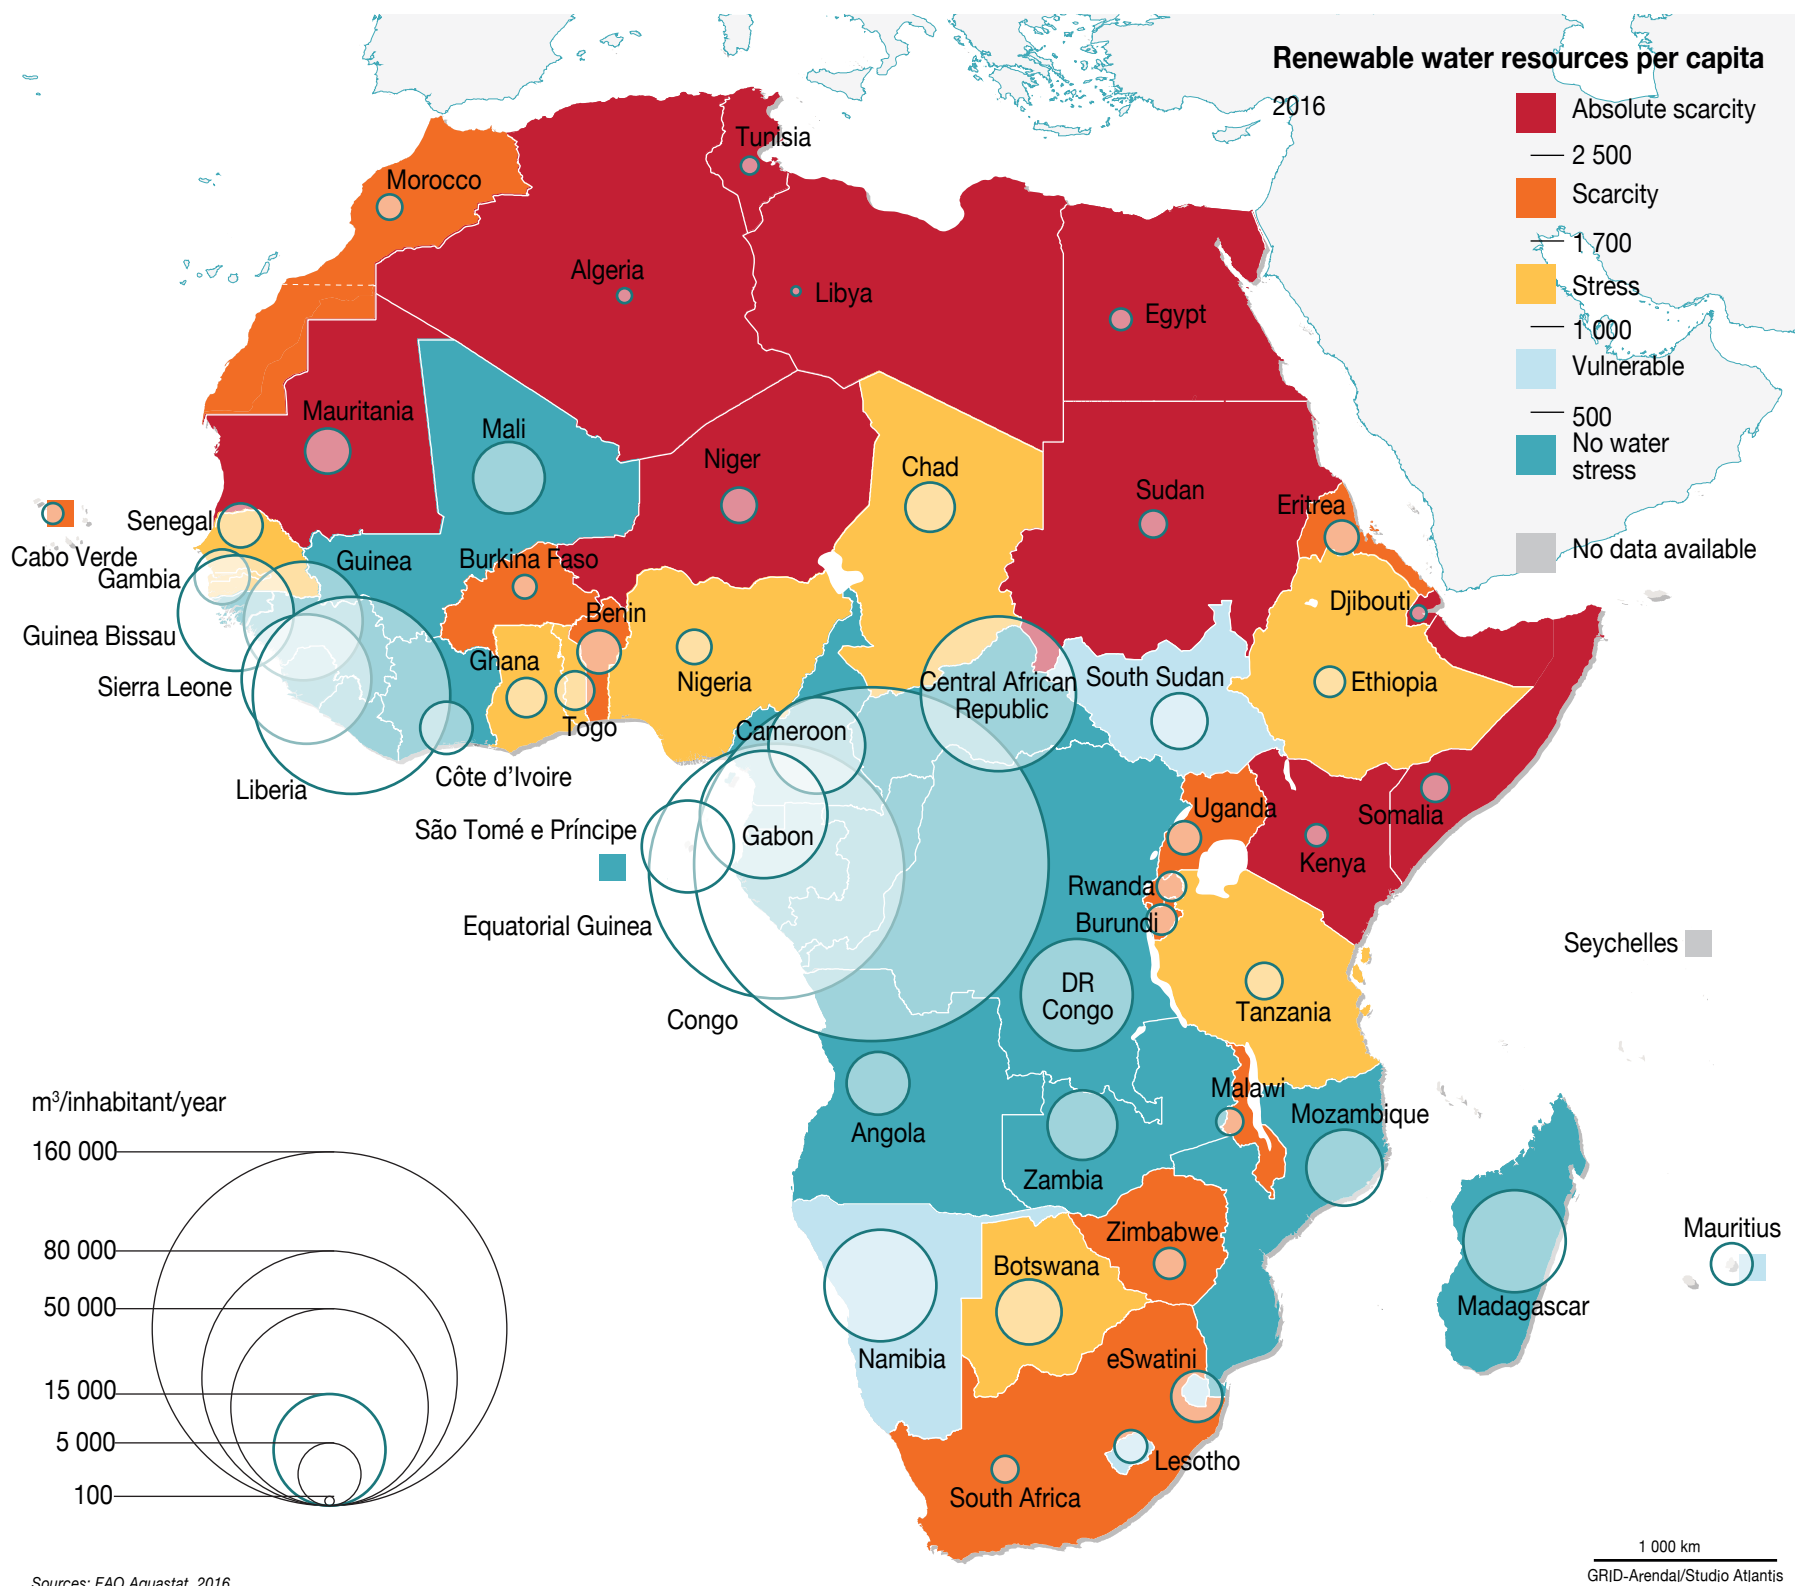 Renewable water resources per capita
2016
Absolute scarcity
2 500
Scarcity
1 700
Stress
1 000
Vulnerable
500
No water
stress
No data available
Tunisia
Morocco
Algeria
Libya
Egypt
Mauritania
Mali
Niger
Chad
Sudan
Eritrea
Senegal
Cabo Verde
Gambia
Guinea
Burkina Faso
Benin
Djibouti
Guinea Bissau
Ghana
Nigeria
Central African
Republic
South Sudan
Ethiopia
Sierra Leone
Togo
Cameroon
Liberia
Côte d’Ivoire
São Tomé e Príncipe
Gabon
Uganda
Somalia
Kenya
Rwanda
Burundi
Equatorial Guinea
Seychelles
DR
Congo
Tanzania
Congo
Malawi
Mozambique
Angola
Zambia
Zimbabwe
Botswana
Mauritius
Madagascar
Namibia
eSwatini
Lesotho
South Africa
m³/inhabitant/year
160 000
80 000
50 000
15 000
5 000
100
1 000 km
Sources: FAO Aquastat, 2016
GRID-Arendal/Studio Atlantis